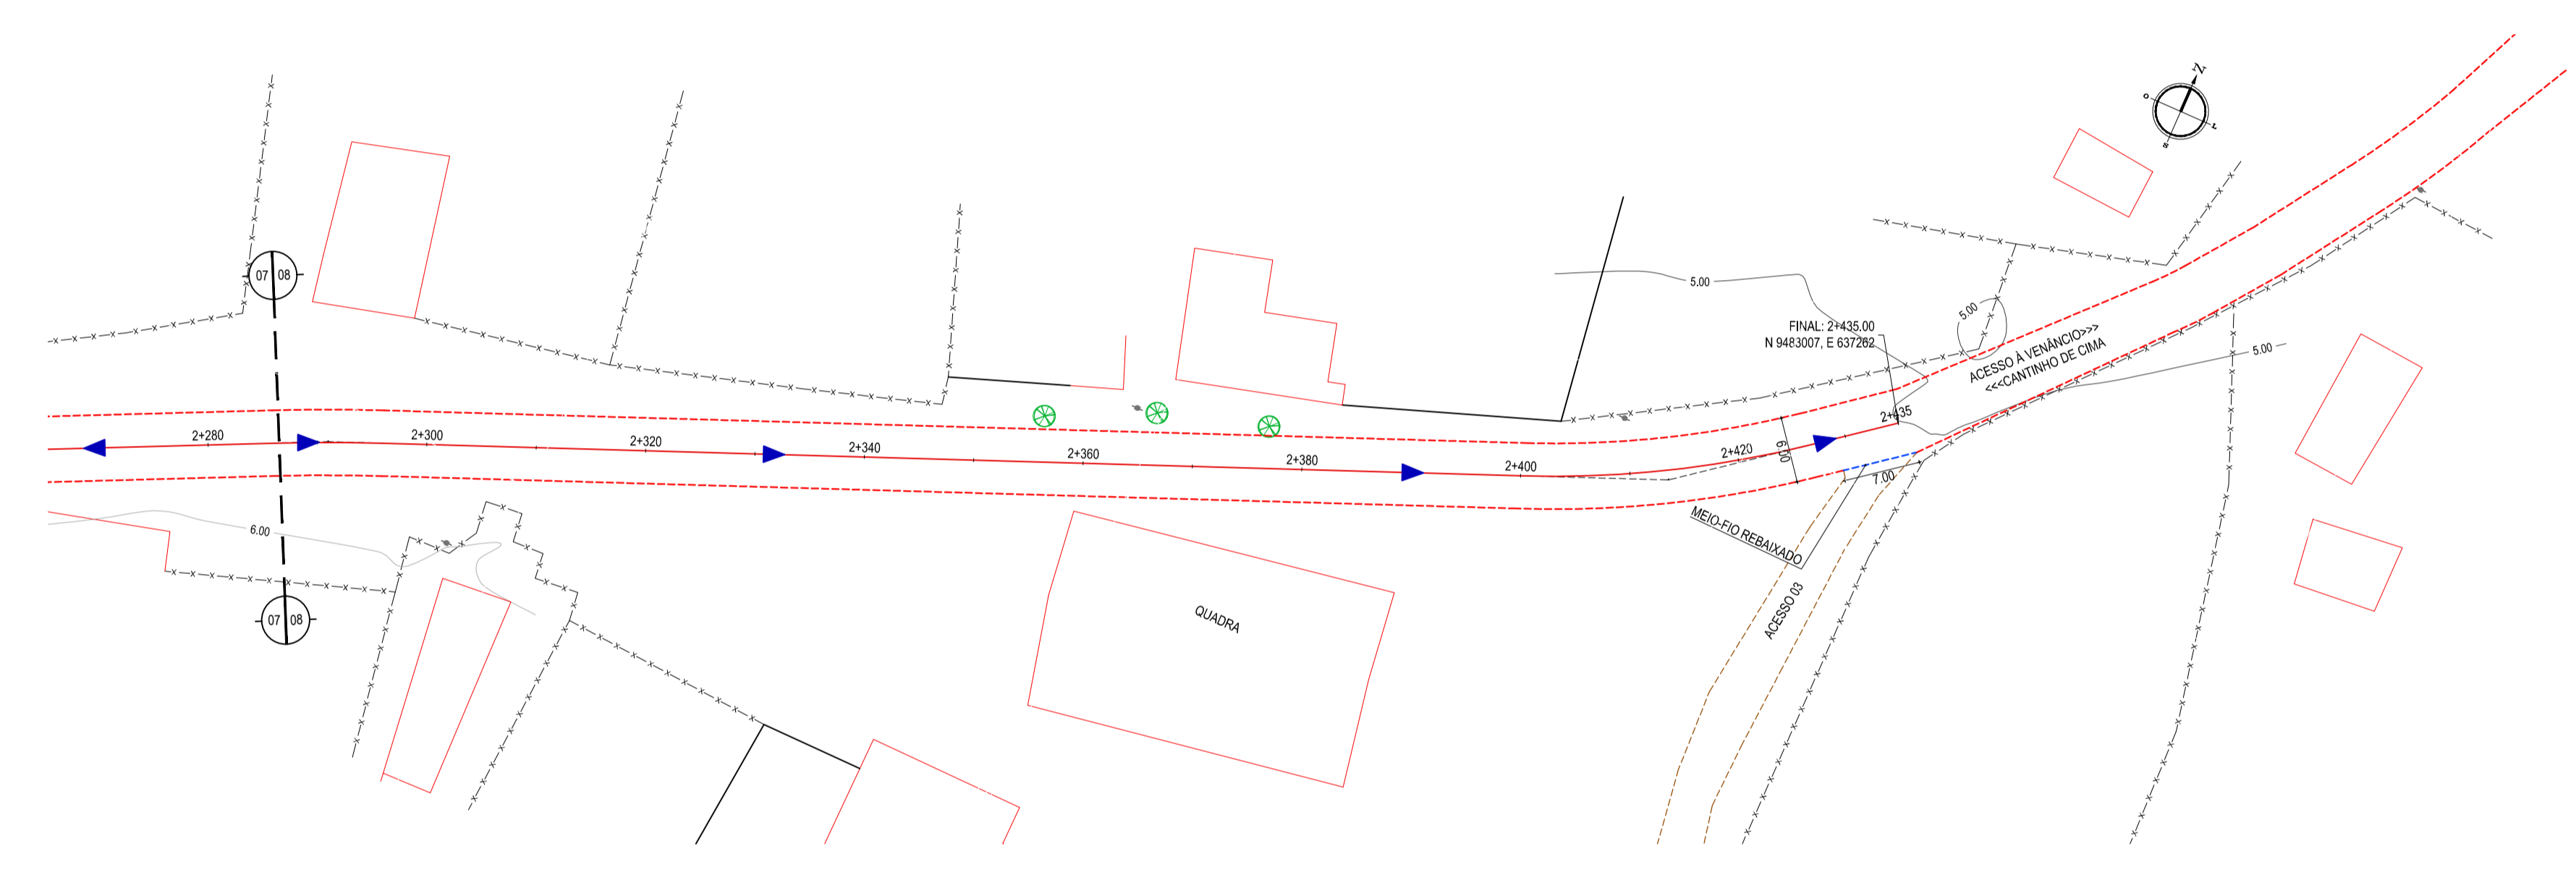 N
O
L
S
07 08
5.00
5.00
FINAL: 2+435.00
N 9483007, E 637262
ACESSO À VENÂNCIO>>>
<<<CANTINHO DE CIMA
5.00
2+280
2+300
2+320
2+340
2+360
2+380
2+400
2+420
2+435
6.00
7.00
6.00
MEIO-FIO REBAIXADO
ACESSO 03
QUADRA
07 08